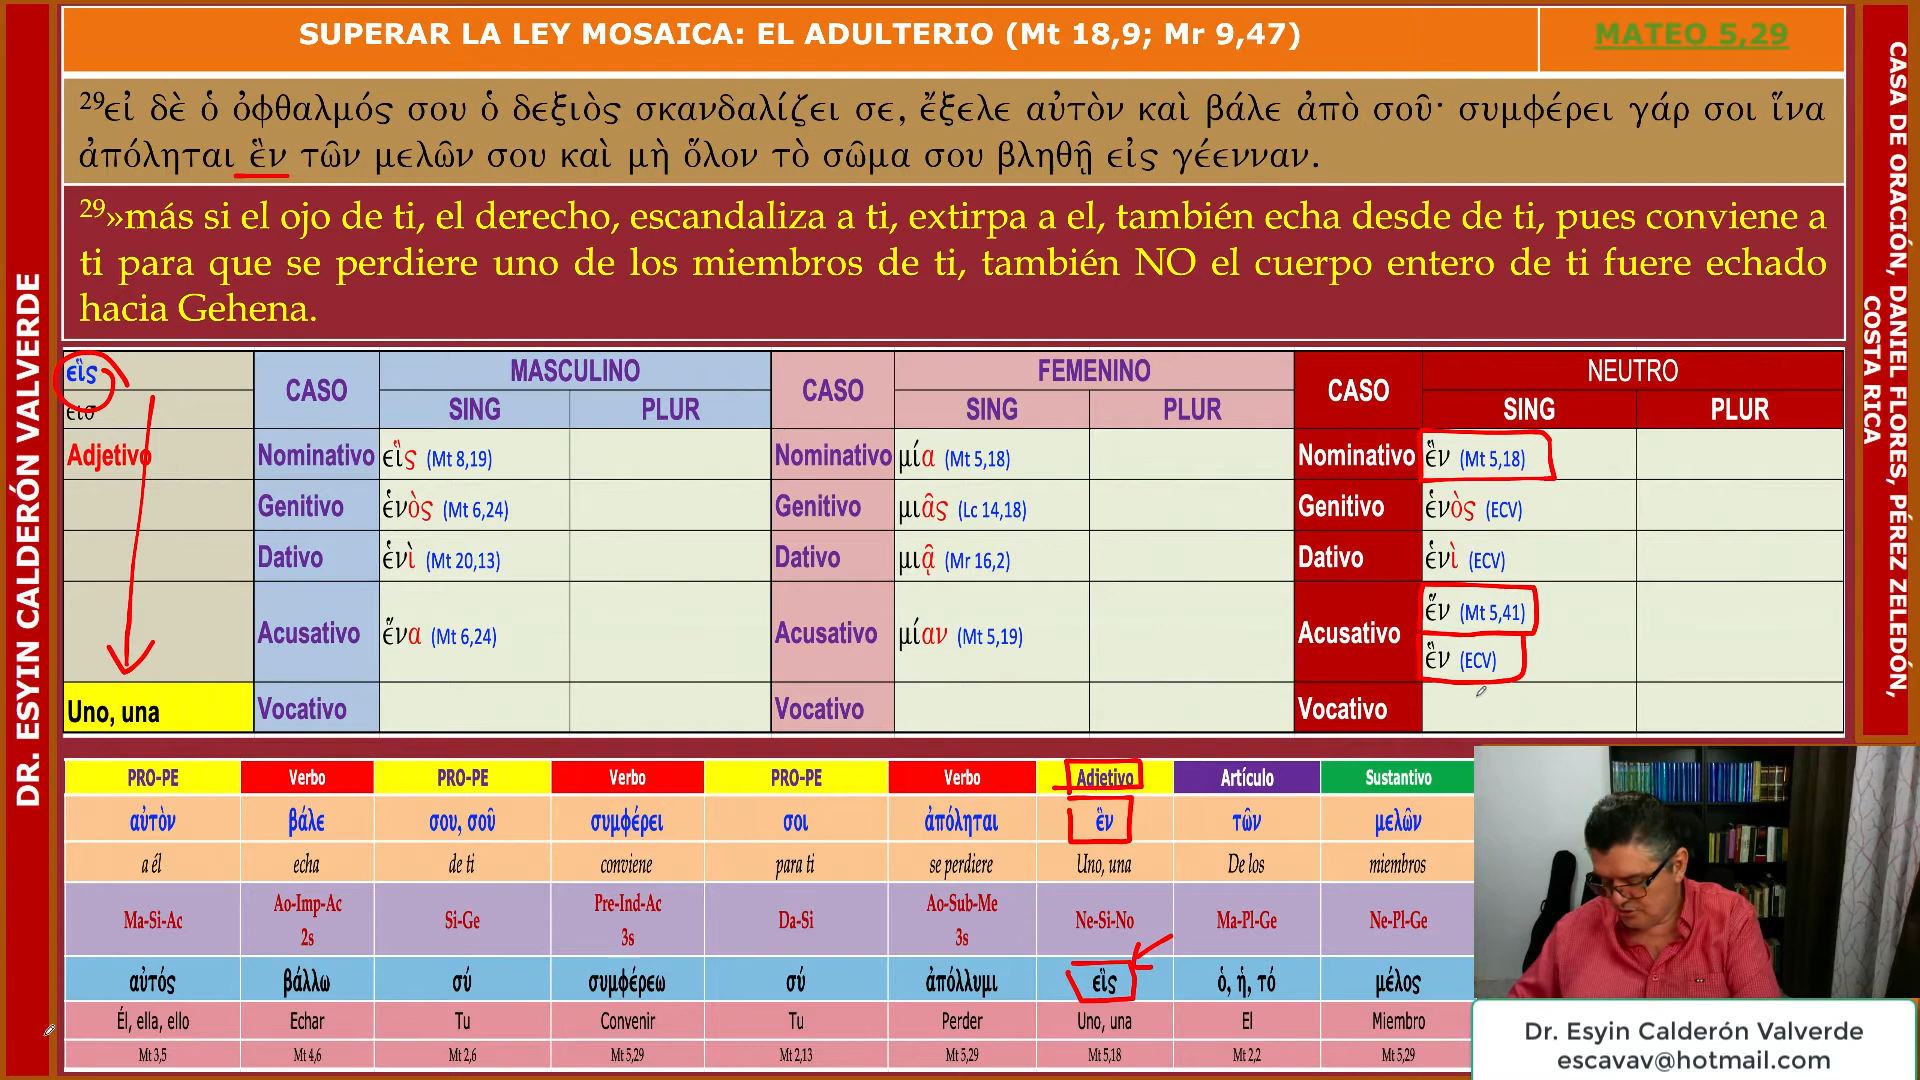 SUPERAR LA LEY MOSAICA: EL ADULTERIO (Mt 18,9; Mr 9,47)
MATEO 5,29
²⁹εἰ δὲ ὁ ὀφθαλμός σου ὁ δεξιὸς σκανδαλίζει σε, ἔξελε αὐτὸν καὶ βάλε ἀπὸ σοῦ· συμφέρει γάρ σοι ἵνα
ἀπόληται ἓν τῶν μελῶν σου καὶ μὴ ὅλον τὸ σῶμα σου βληθῇ εἰς γέενναν.
²⁹»más si el ojo de ti, el derecho, escandaliza a ti, extirpa a el, también echa desde de ti, pues conviene a
ti para que se perdiere uno de los miembros de ti, también NO el cuerpo entero de ti fuere echado
hacia Gehena.
DR. ESYIN CALDERÓN VALVERDE
CASA DE ORACIÓN, DANIEL FLORES, PÉREZ ZELEDÓN,
COSTA RICA
εἷς CASO MASCULINO CASO FEMENINO CASO NEUTRO
εισ SING PLUR SING PLUR SING PLUR
Adjetivo Nominativo εἷς (Mt 8,19) Nominativo μία (Mt 5,18) Nominativo ἓν (Mt 5,18)
Genitivo ἑνὸς (Mt 6,24) Genitivo μιᾶς (Lc 14,18) Genitivo ἑνὸς (ECV)
Dativo ἑνὶ (Mt 20,13) Dativo μιᾷ (Mr 16,2) Dativo ἑνὶ (ECV)
Acusativo ἕνα (Mt 6,24) Acusativo μίαν (Mt 5,19) Acusativo ἕν (Mt 5,41)
ἓν (ECV)
Uno, una Vocativo Vocativo Vocativo
PRO-PE Verbo PRO-PE Verbo PRO-PE Verbo Adjetivo Artículo Sustantivo
αὐτὸν βάλε σου, σοῦ συμφέρει σοι ἀπόληται ἓν τῶν μελῶν
a él echa de ti conviene para ti se perdiere Uno, una De los miembros
Ma-Si-Ac Ao-Imp-Ac 2s Si-Ge Pre-Ind-Ac 3s Da-Si Ao-Sub-Me 3s Ne-Si-No Ma-Pl-Ge Ne-Pl-Ge
αὐτός βάλλω σύ συμφέρεω σύ ἀπόλλυμι εἷς ὁ, ἡ, τό μέλος
Él, ella, ello Echar Tu Convenir Tu Perder Uno, una El Miembro
Mt 3,5 Mt 4,6 Mt 2,6 Mt 5,29 Mt 2,13 Mt 5,29 Mt 5,18 Mt 2,2 Mt 5,29
Dr. Esyin Calderón Valverde
escavav@hotmail.com